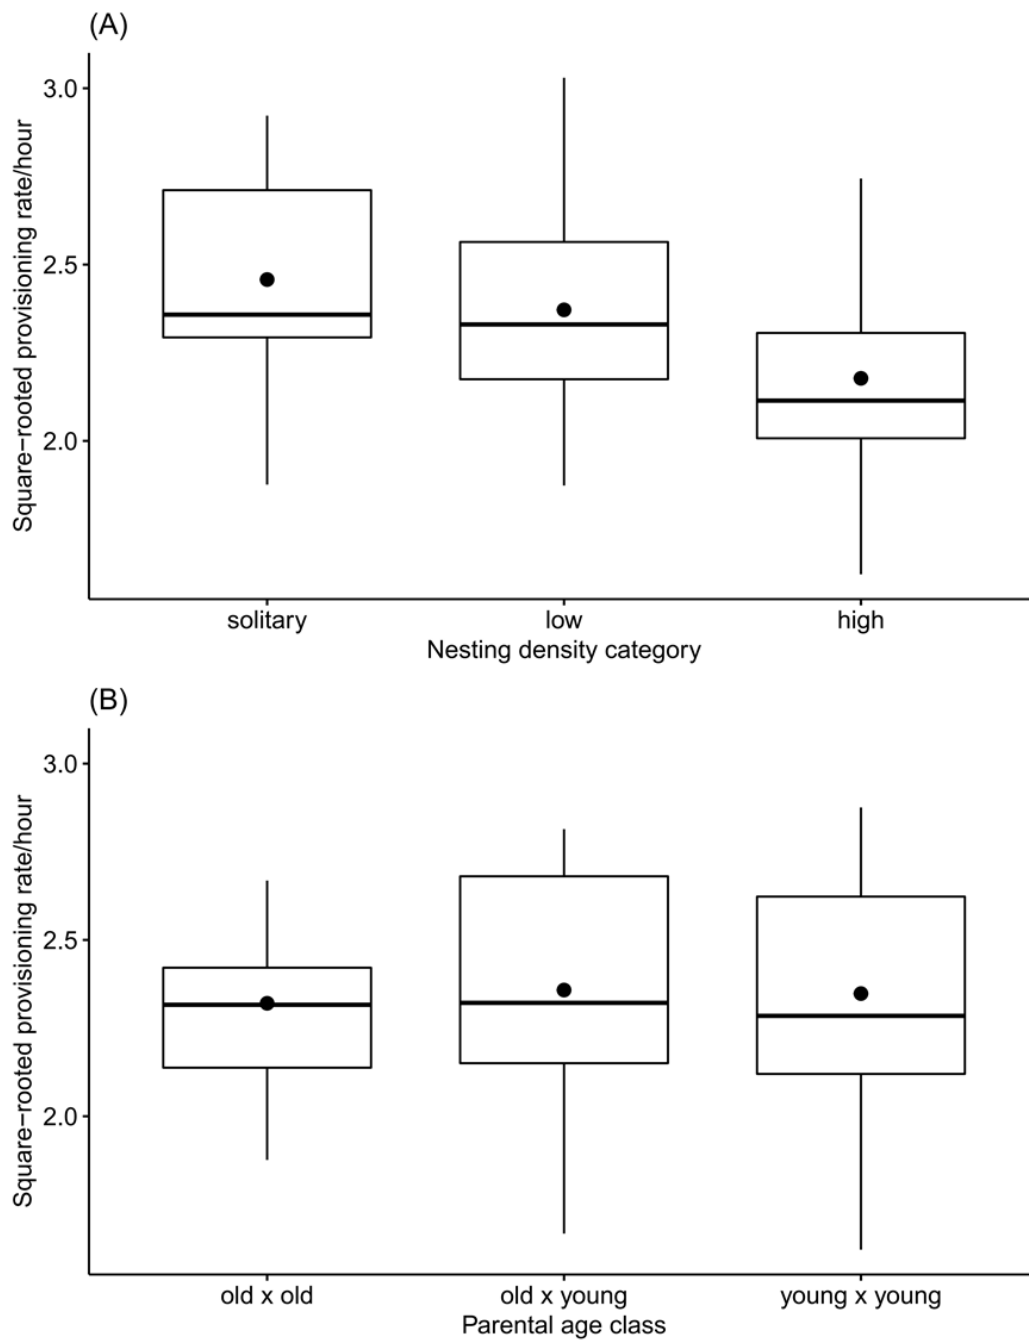 (A)
Square−rooted provisioning rate/hour
3.0
2.5
2.0
solitary low high
Nesting density category
(B)
Square−rooted provisioning rate/hour
3.0
2.5
2.0
old x old old x young young x young
Parental age class